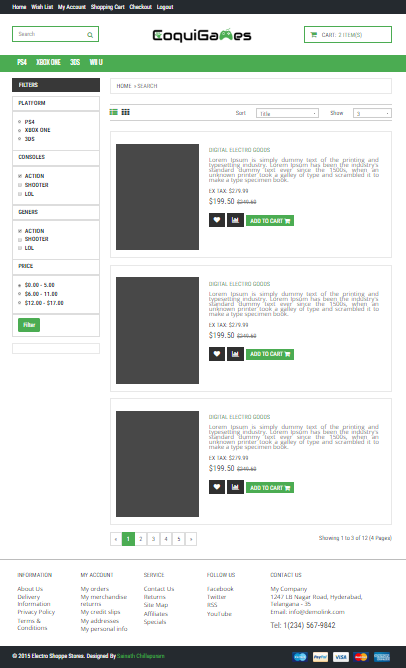 Home Wish List My Account Shopping Cart Checkout Logout
Search
CoquiGames
CART: 2 ITEM(S)
PS4 XBOX ONE 3DS WII U
FILTERS
PLATFORM
PS4
XBOX ONE
3DS
CONSOLES
ACTION
SHOOTER
LOL
GENERS
ACTION
SHOOTER
LOL
PRICE
$0.00 - 5.00
$6.00 - 11.00
$12.00 - $17.00
Filter
HOME » SEARCH
Sort Title Show 3
DIGITAL ELECTRO GOODS
Lorem Ipsum is simply dummy text of the printing and
typesetting industry. Lorem Ipsum has been the industry's
standard dummy text ever since the 1500s, when an
unknown printer took a galley of type and scrambled it to
make a type specimen book.
EX TAX: $279.99
$199.50 $249.50
ADD TO CART
DIGITAL ELECTRO GOODS
Lorem Ipsum is simply dummy text of the printing and
typesetting industry. Lorem Ipsum has been the industry's
standard dummy text ever since the 1500s, when an
unknown printer took a galley of type and scrambled it to
make a type specimen book.
EX TAX: $279.99
$199.50 $249.50
ADD TO CART
DIGITAL ELECTRO GOODS
Lorem Ipsum is simply dummy text of the printing and
typesetting industry. Lorem Ipsum has been the industry's
standard dummy text ever since the 1500s, when an
unknown printer took a galley of type and scrambled it to
make a type specimen book.
EX TAX: $279.99
$199.50 $249.50
ADD TO CART
« 1 2 3 4 5 »
Showing 1 to 3 of 12 (4 Pages)
INFORMATION
About Us
Delivery
Information
Privacy Policy
Terms &
Conditions
MY ACCOUNT
My orders
My merchandise
returns
My credit slips
My addresses
My personal info
SERVICE
Contact Us
Returns
Site Map
Affiliates
Specials
FOLLOW US
Facebook
Twitter
RSS
YouTube
CONTACT US
My Company
1247 LB Nagar Road, Hyderabad,
Telangana - 35
Email: info@demolink.com
Tel: 1(234) 567-9842
© 2015 Electro Shoppe Stores. Designed By Sainath Chillapuram
PayPal VISA